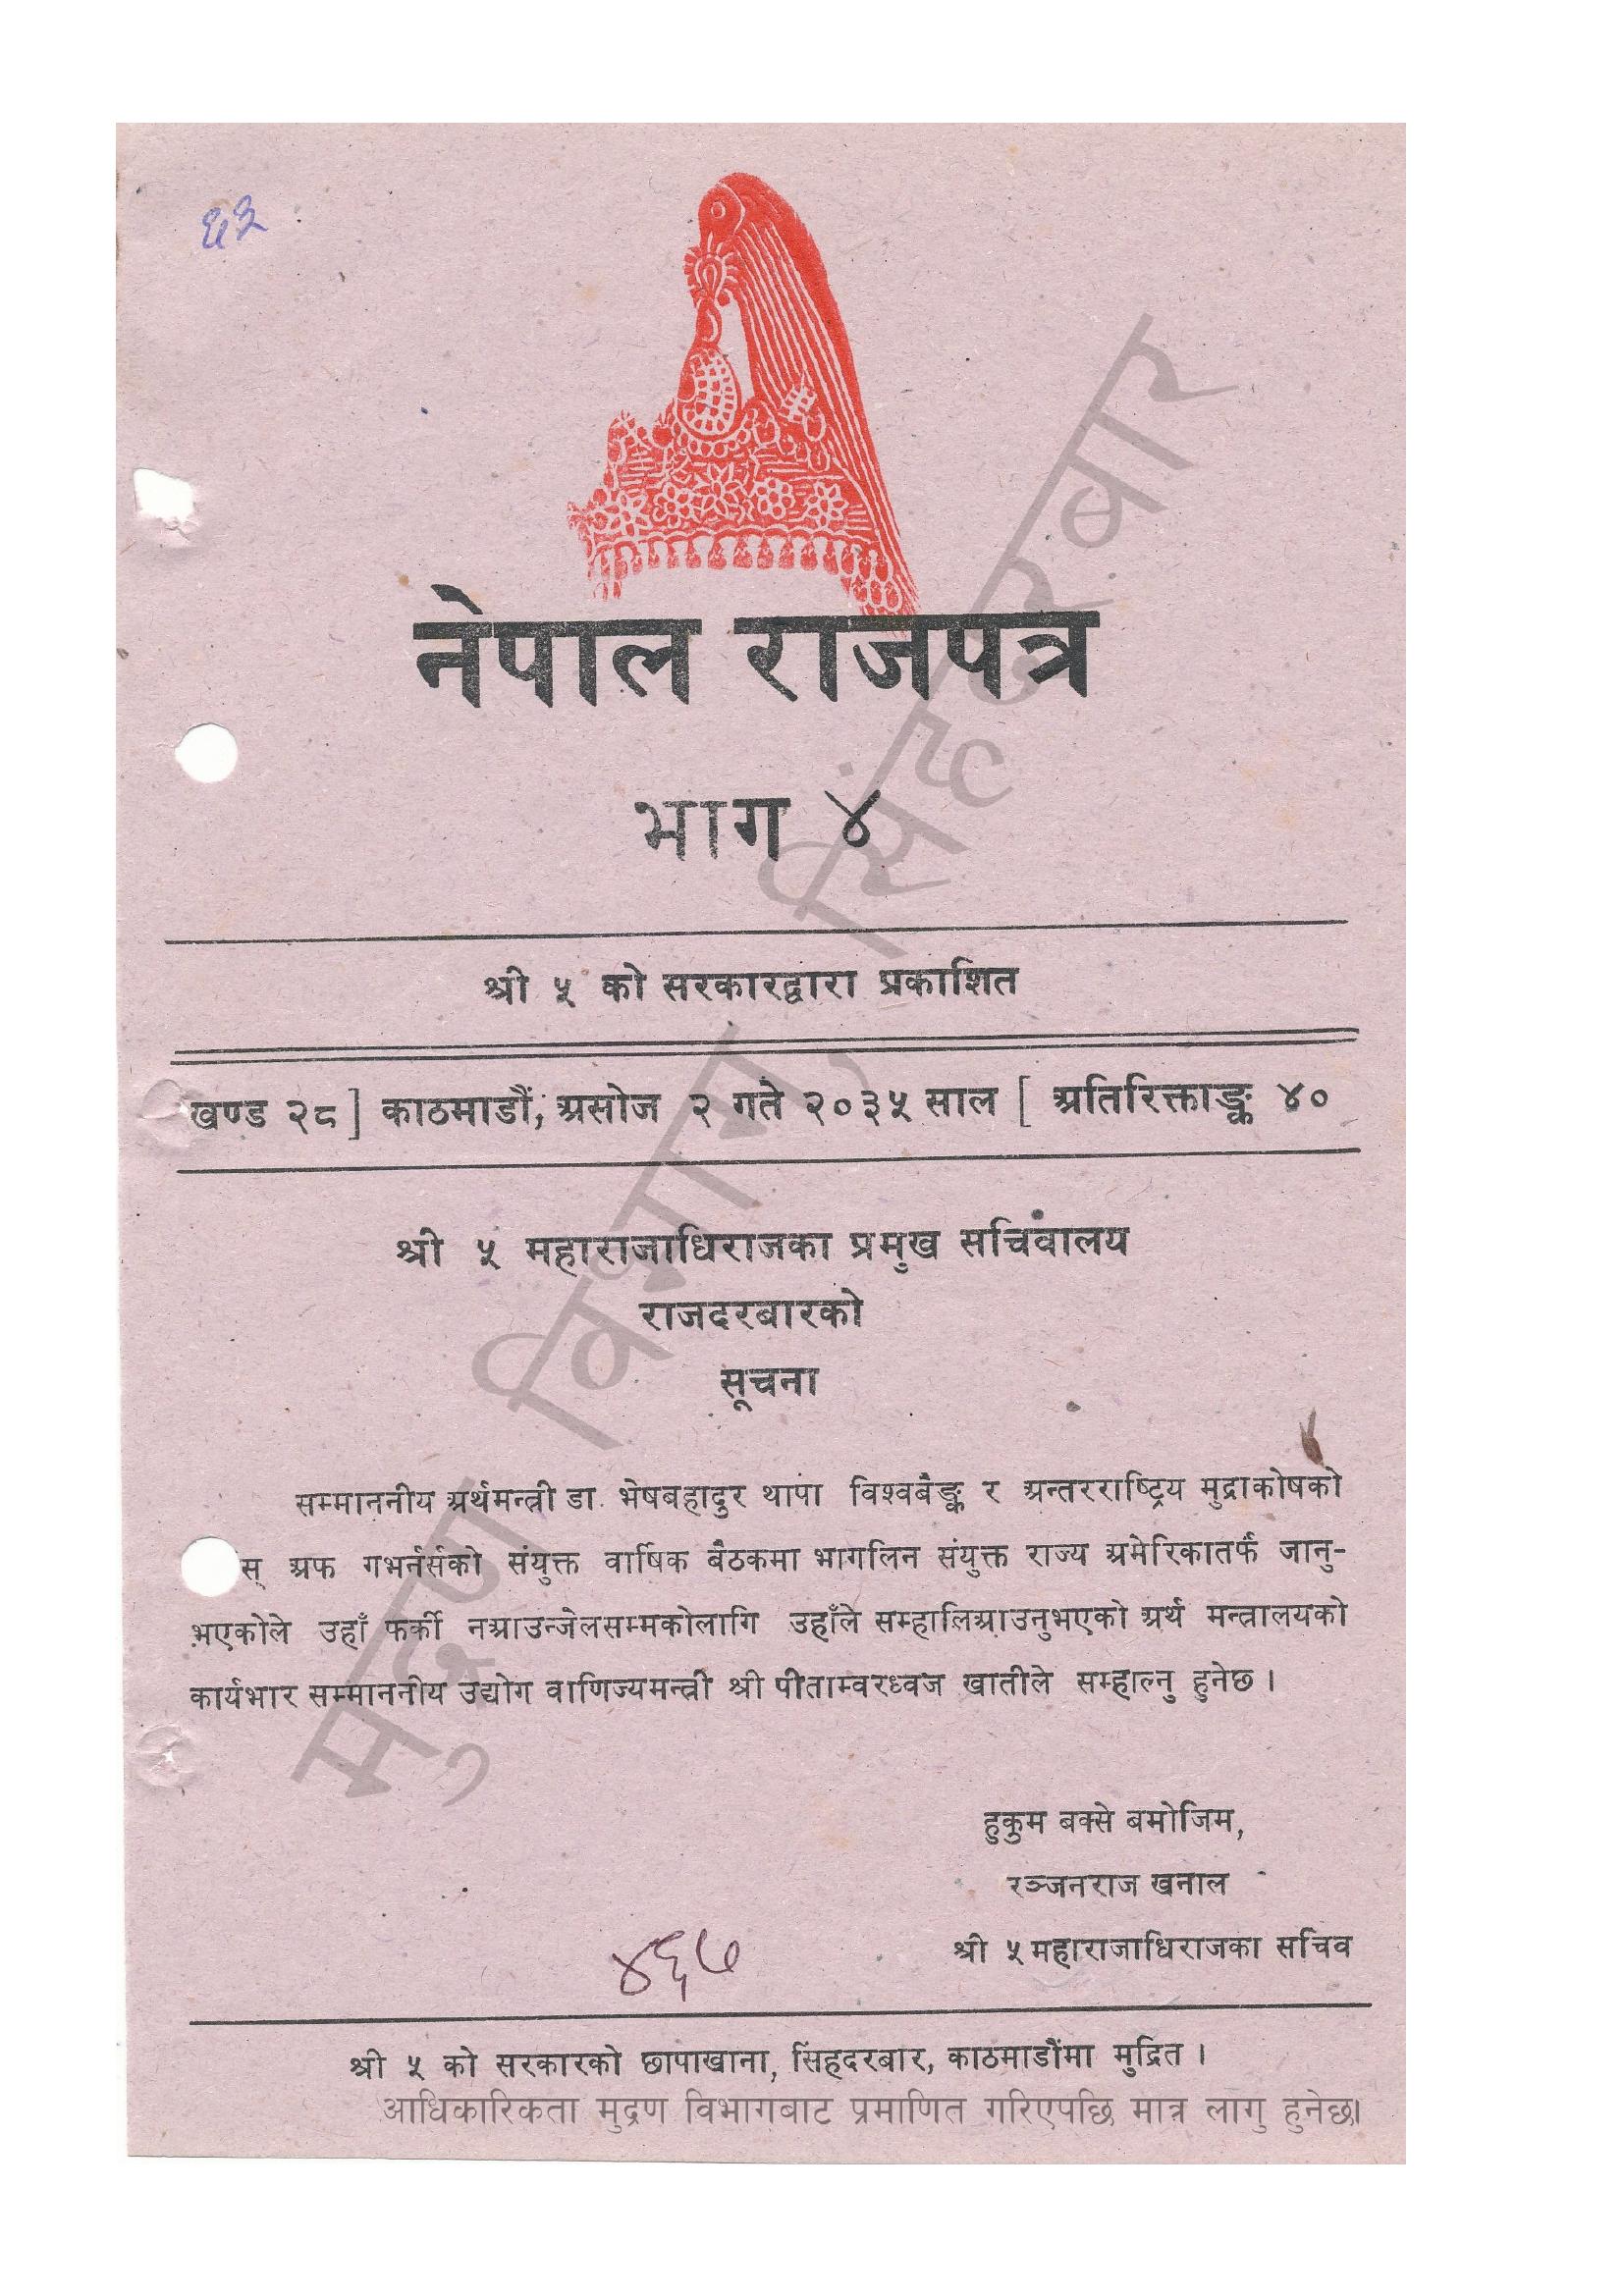 ६२
नेपाल राजपत्र
भाग ४
श्री ५ को सरकारद्वारा प्रकाशित
खण्ड २८] काठमाडौं, असोज २ गते २०३५ साल [ अतिरिक्ताङ्क ४०
श्री ५ महाराजाधिराजका प्रमुख सचिवालय
राजदरबारको
सूचना
सम्माननीय अर्थमन्त्री डा. भेषबहादुर थापा विश्वबैङ्क र अन्तरराष्ट्रिय मुद्राकोषको
स् अफ गभर्नर्सको संयुक्त वार्षिक बैठकमा भागलिन संयुक्त राज्य अमेरिकातर्फ जानु-
भएकोले उहाँ फर्की नआउन्जेलसम्मकोलागि उहाँले सम्हालिआउनुभएको अर्थ मन्त्रालयको
कार्यभार सम्माननीय उद्योग वाणिज्यमन्त्री श्री पीताम्वरध्वज खातीले सम्हाल्नु हुनेछ ।
हुकुम बक्से बमोजिम,
रञ्जनराज खनाल
श्री ५ महाराजाधिराजका सचिव
४६७
श्री ५ को सरकारको छापाखाना, सिंहदरबार, काठमाडौंमा मुद्रित ।
आधिकारिकता मुद्रण विभागबाट प्रमाणित गरिएपछि मात्र लागु हुनेछ।
मुद्रण विभाग, सिंहदरबार